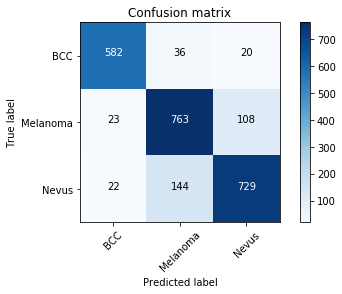 Confusion matrix
True label
BCC
582 36 20
Melanoma
23 763 108
Nevus
22 144 729
BCC
Melanoma
Nevus
Predicted label
700
600
500
400
300
200
100